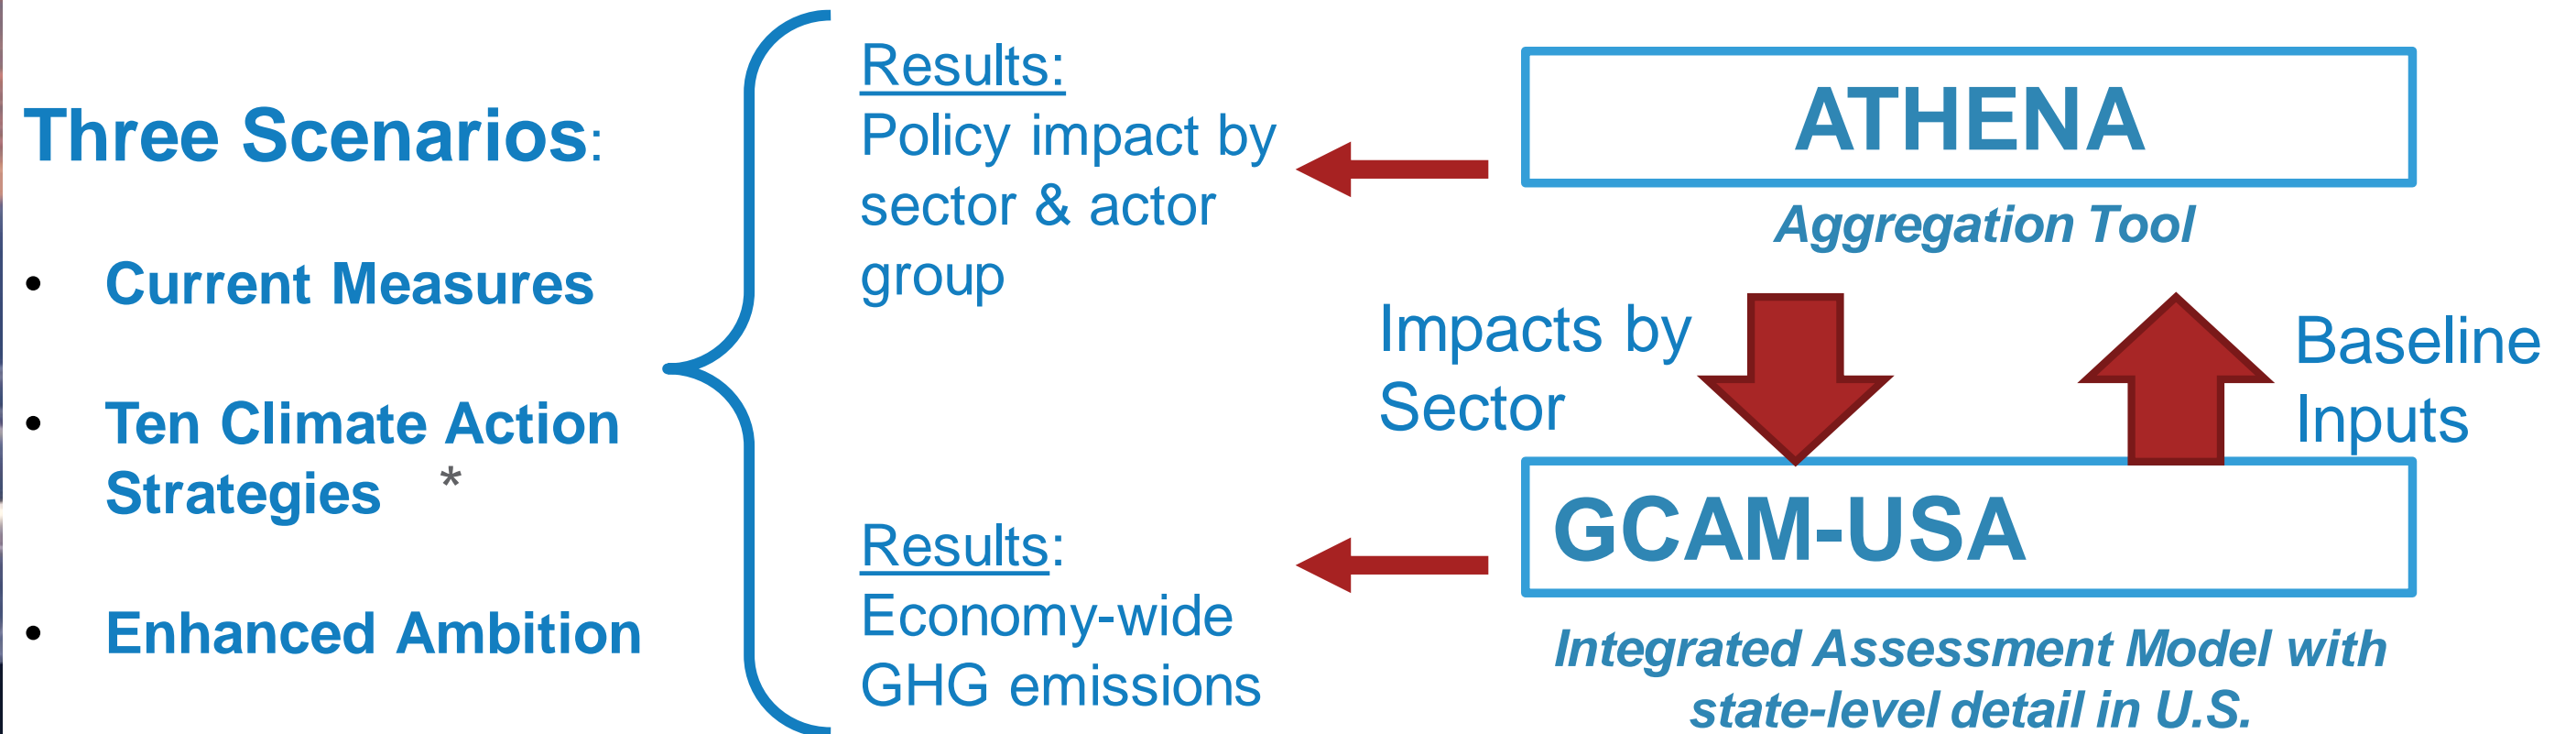 Three Scenarios:
• Current Measures
• Ten Climate Action
Strategies *
• Enhanced Ambition
Results:
Policy impact by
sector & actor
group
Results:
Economy-wide
GHG emissions
ATHENA
Aggregation Tool
Impacts by
Sector
Baseline
Inputs
GCAM-USA
Integrated Assessment Model with
state-level detail in U.S.